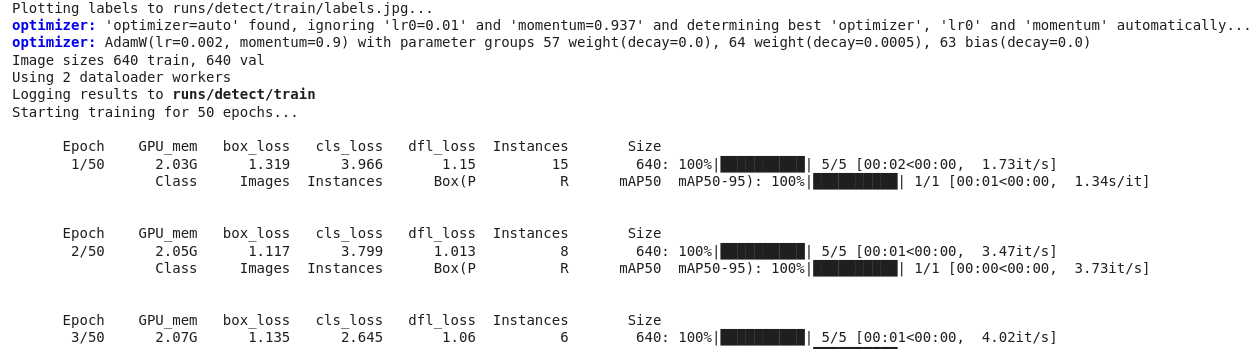 Plotting labels to runs/detect/train/labels.jpg...
optimizer: 'optimizer=auto' found, ignoring 'lr0=0.01' and 'momentum=0.937' and determining best 'optimizer', 'lr0' and 'momentum' automatically...
optimizer: AdamW(lr=0.002, momentum=0.9) with parameter groups 57 weight(decay=0.0), 64 weight(decay=0.0005), 63 bias(decay=0.0)
Image sizes 640 train, 640 val
Using 2 dataloader workers
Logging results to runs/detect/train
Starting training for 50 epochs...
Epoch GPU_mem box_loss cls_loss dfl_loss Instances Size
1/50 2.03G 1.319 3.966 1.15 15 640: 100%|██████████| 5/5 [00:02<00:00, 1.73it/s]
Class Images Instances Box(P R mAP50 mAP50-95): 100%|██████████| 1/1 [00:01<00:00, 1.34s/it]
Epoch GPU_mem box_loss cls_loss dfl_loss Instances Size
2/50 2.05G 1.117 3.799 1.013 8 640: 100%|██████████| 5/5 [00:01<00:00, 3.47it/s]
Class Images Instances Box(P R mAP50 mAP50-95): 100%|██████████| 1/1 [00:00<00:00, 3.73it/s]
Epoch GPU_mem box_loss cls_loss dfl_loss Instances Size
3/50 2.07G 1.135 2.645 1.06 6 640: 100%|██████████| 5/5 [00:01<00:00, 4.02it/s]